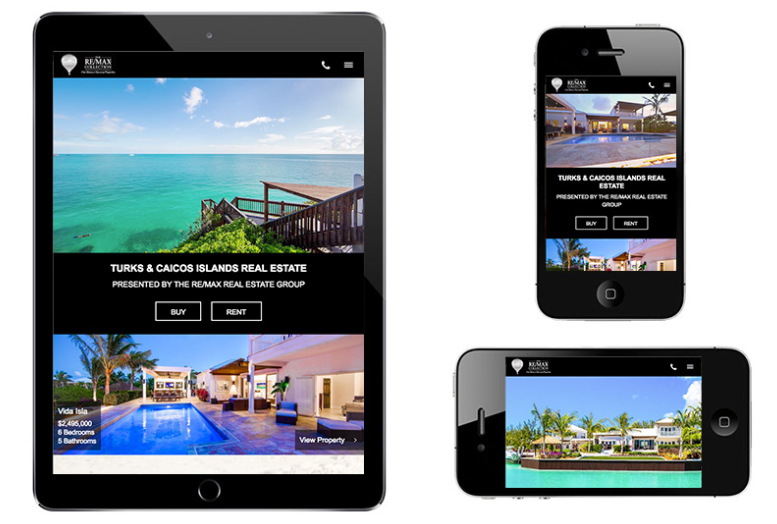 RE/MAX
COLLECTION
TURKS & CAICOS ISLANDS REAL ESTATE
PRESENTED BY THE RE/MAX REAL ESTATE GROUP
BUY
RENT
Vida Isla
$2,495,000
6 Bedrooms
5 Bathrooms
View Property
RE/MAX
COLLECTION
TURKS & CAICOS ISLANDS REAL
ESTATE
PRESENTED BY THE RE/MAX REAL ESTATE
GROUP
BUY
RENT
RE/MAX
COLLECTION